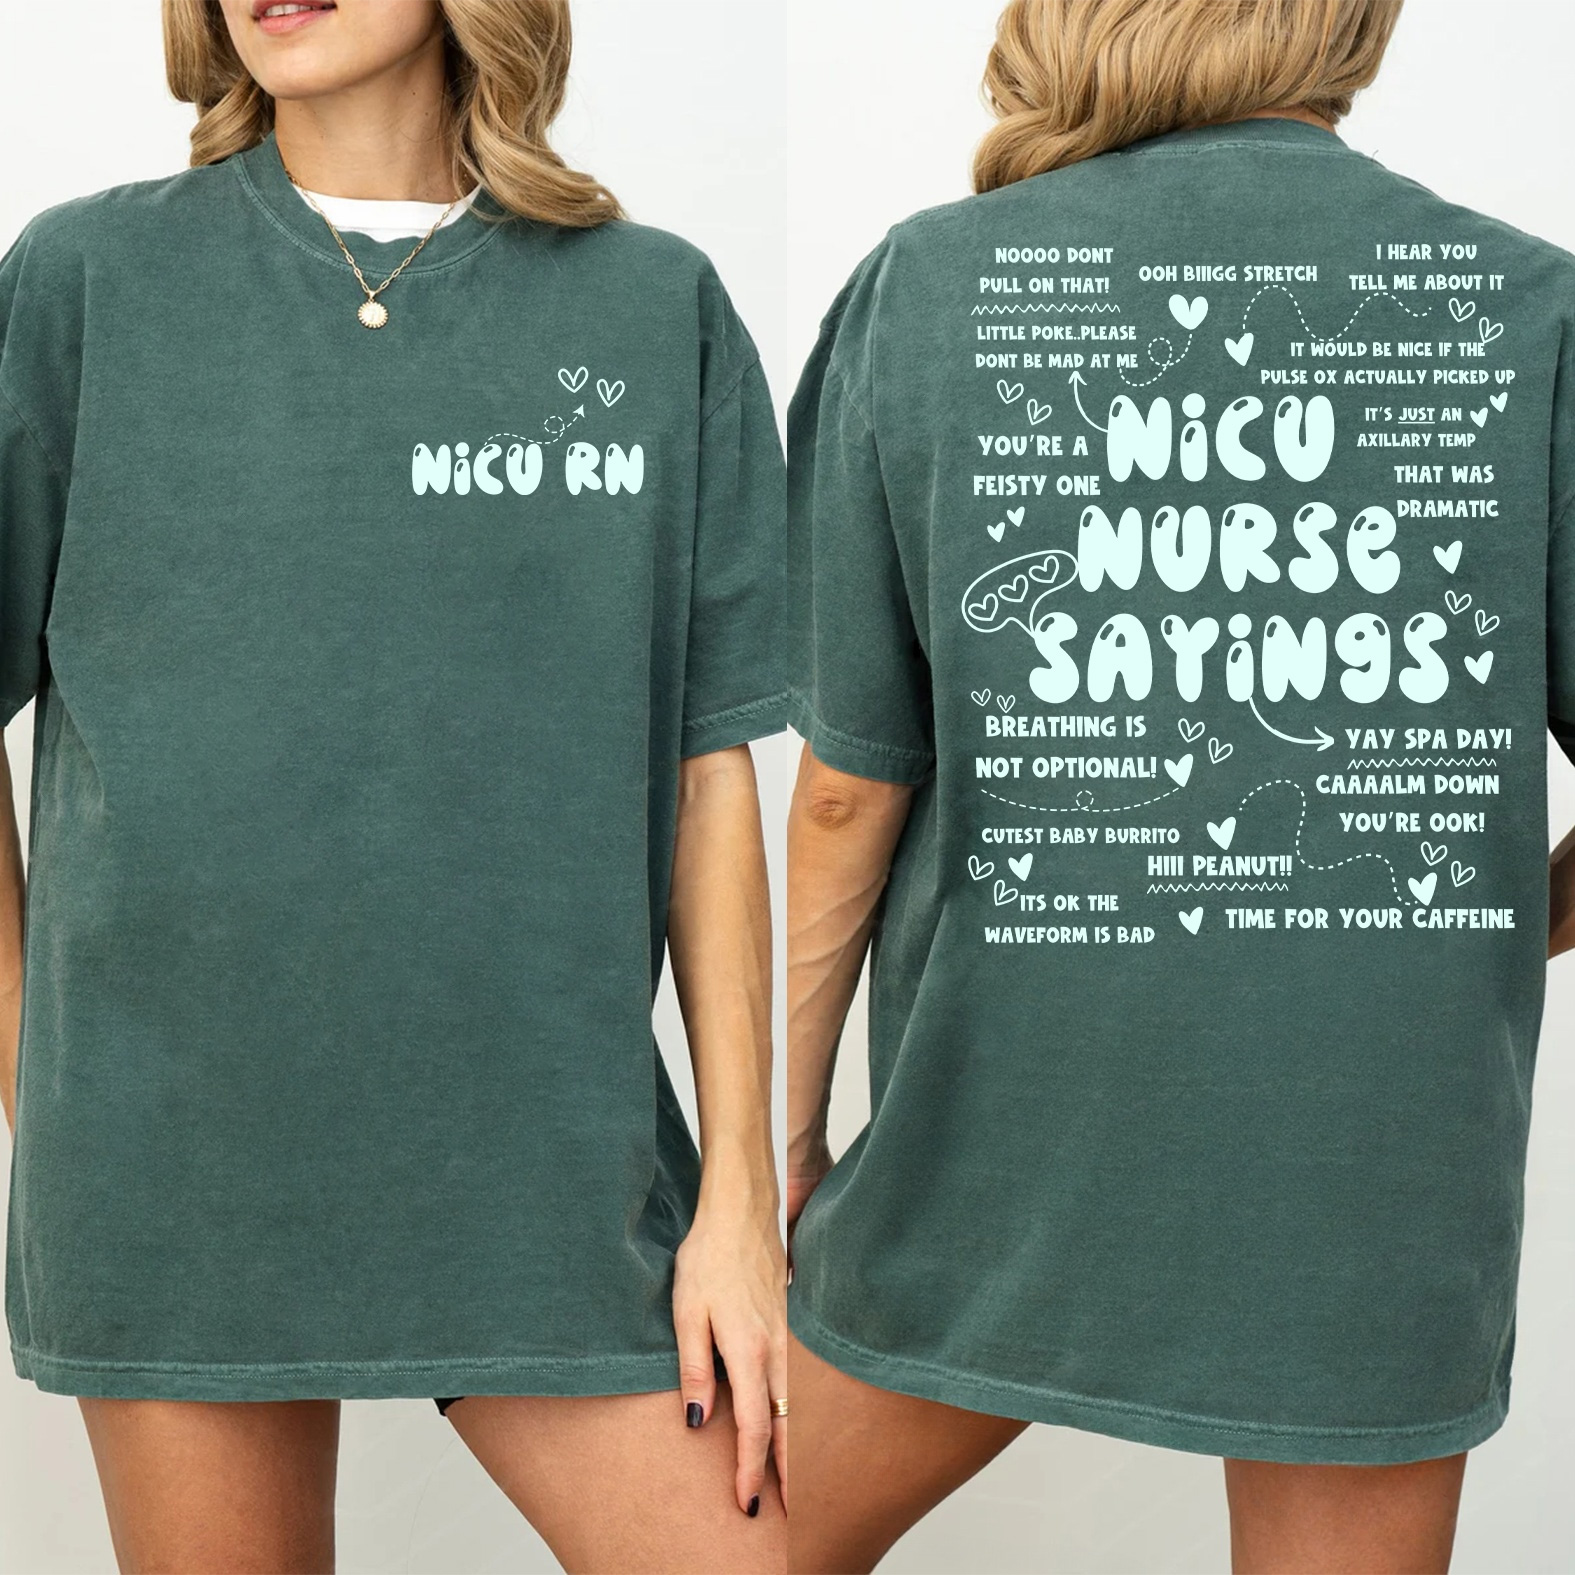 NiCU RN
NOOOO DONT
PULL ON THAT!
OOH BIIIGG STRETCH
I HEAR YOU
TELL ME ABOUT IT
LITTLE POKE..PLEASE
DONT BE MAD AT ME
IT WOULD BE NICE IF THE
PULSE OX ACTUALLY PICKED UP
IT'S JUST AN
AXILLARY TEMP
YOU'RE A
FEISTY ONE
THAT WAS
DRAMATIC
NiCU
NURSe
SAYiNgS
BREATHING IS
NOT OPTIONAL!
YAY SPA DAY!
CAAAALM DOWN
YOU'RE OOK!
CUTEST BABY BURRITO
HIII PEANUT!!
ITS OK THE
WAVEFORM IS BAD
TIME FOR YOUR CAFFEINE